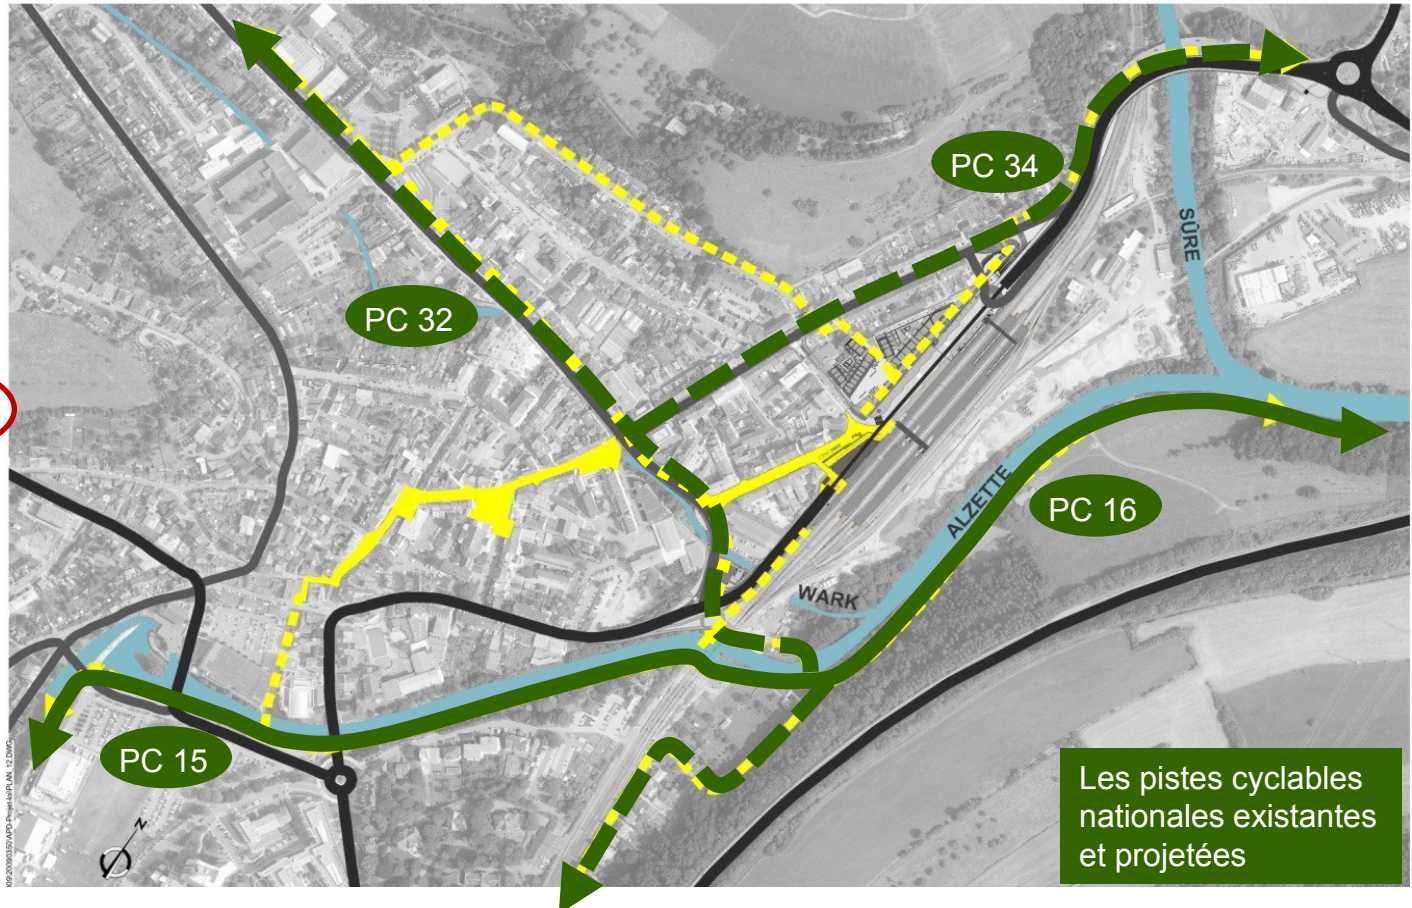 PC 34
SÛRE
PC 32
ALZETTE
PC 16
WARK
PC 15
Les pistes cyclables
nationales existantes
et projetées
N